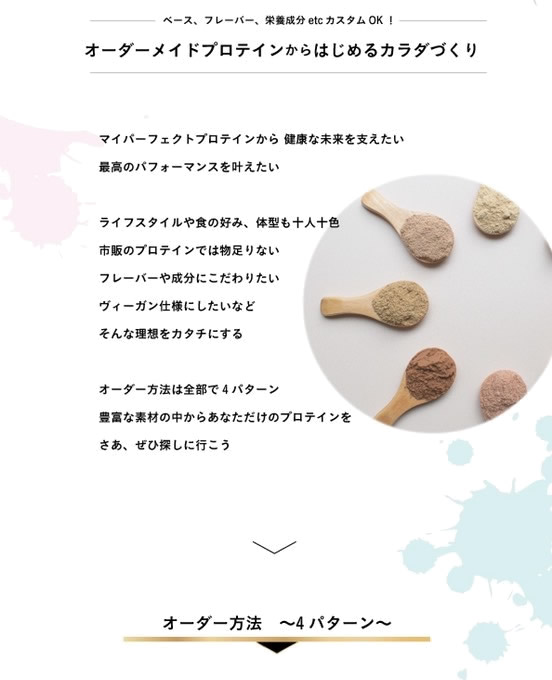 ベース、フレーバー、栄養成分 etc カスタム OK !
オーダーメイドプロテインからはじめるカラダづくり
マイパーフェクトプロテインから 健康な未来を支えたい
最高のパフォーマンスを叶えたい
ライフスタイルや食の好み、体型も十人十色
市販のプロテインでは物足りない
フレーバーや成分にこだわりたい
ヴィーガン仕様にしたいなど
そんな理想をカタチにする
オーダー方法は全部で 4 パターン
豊富な素材の中からあなただけのプロテインを
さあ、ぜひ探しに行こう
オーダー方法　〜4 パターン〜